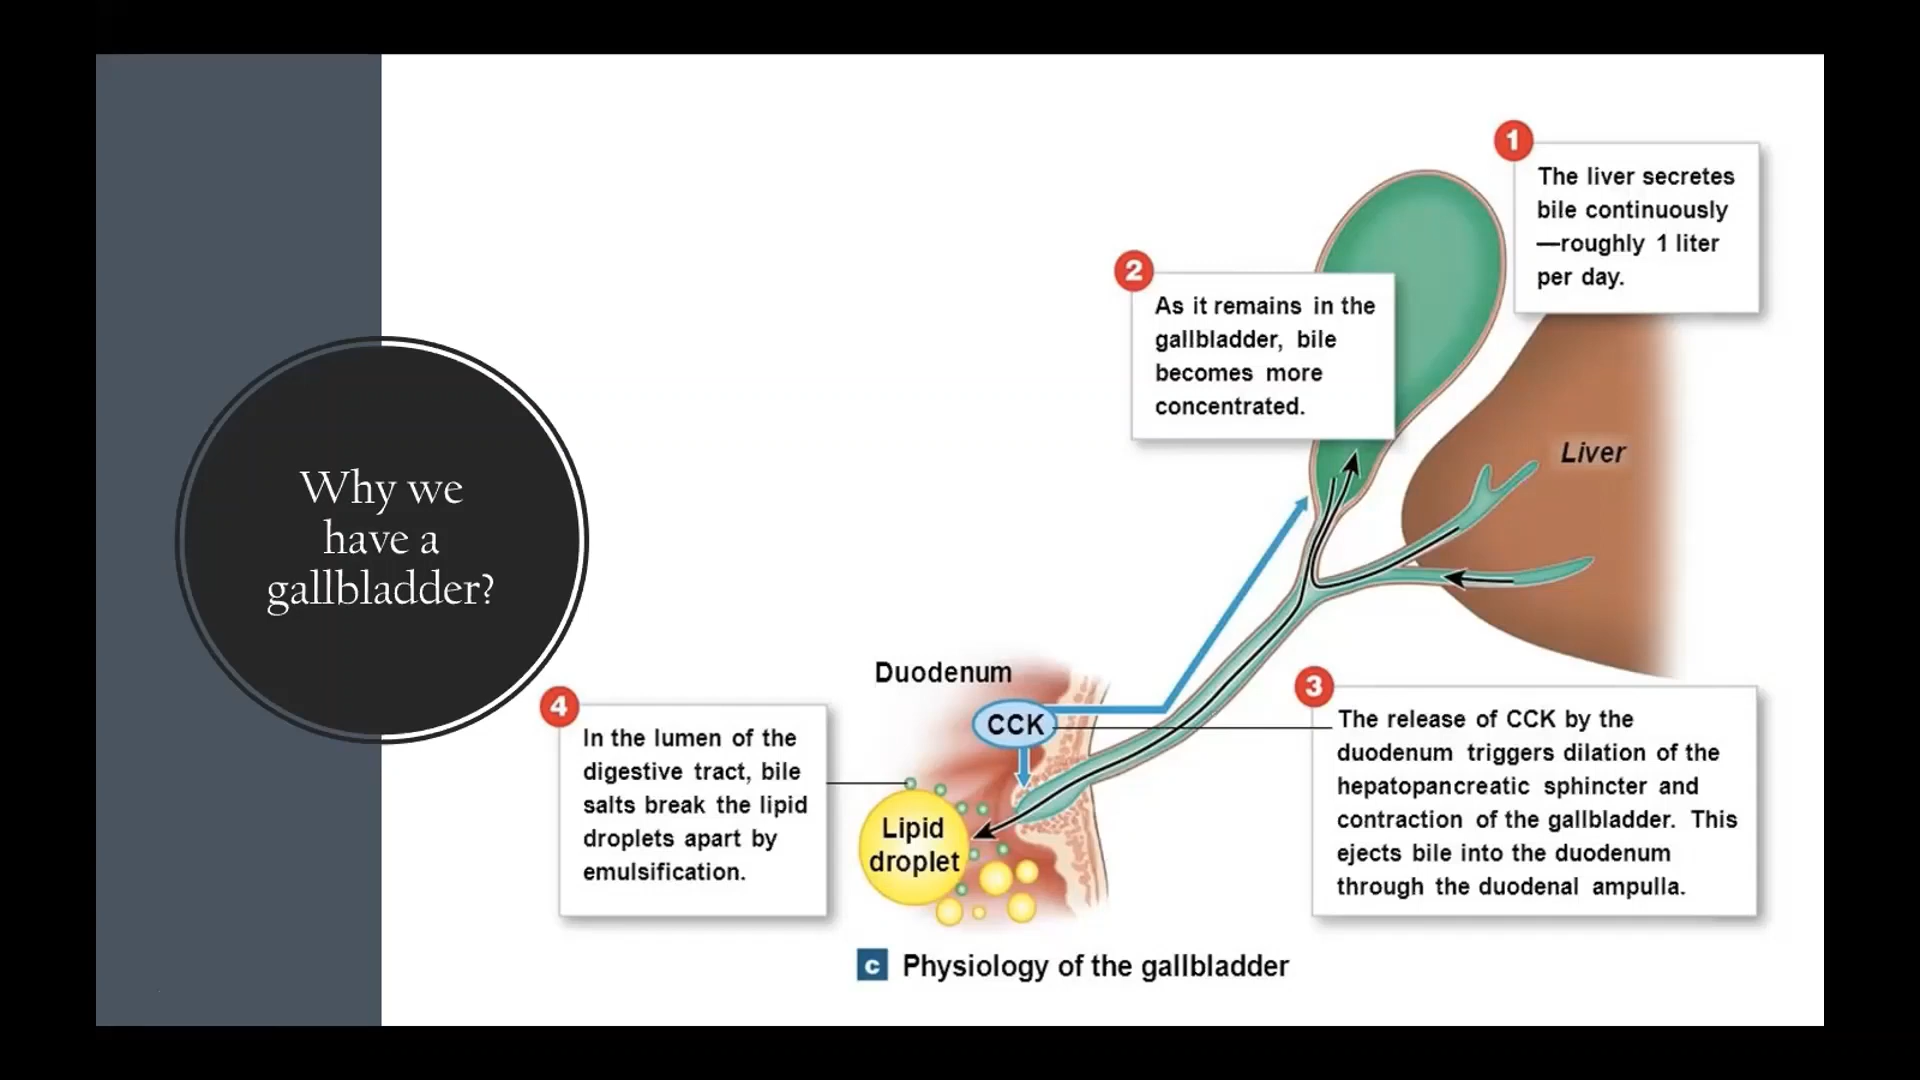 Why we
have a
gallbladder?
1
The liver secretes
bile continuously
—roughly 1 liter
per day.
2
As it remains in the
gallbladder, bile
becomes more
concentrated.
Liver
Duodenum
CCK
3
The release of CCK by the
duodenum triggers dilation of the
hepatopancreatic sphincter and
contraction of the gallbladder. This
ejects bile into the duodenum
through the duodenal ampulla.
4
In the lumen of the
digestive tract, bile
salts break the lipid
droplets apart by
emulsification.
Lipid
droplet
c Physiology of the gallbladder